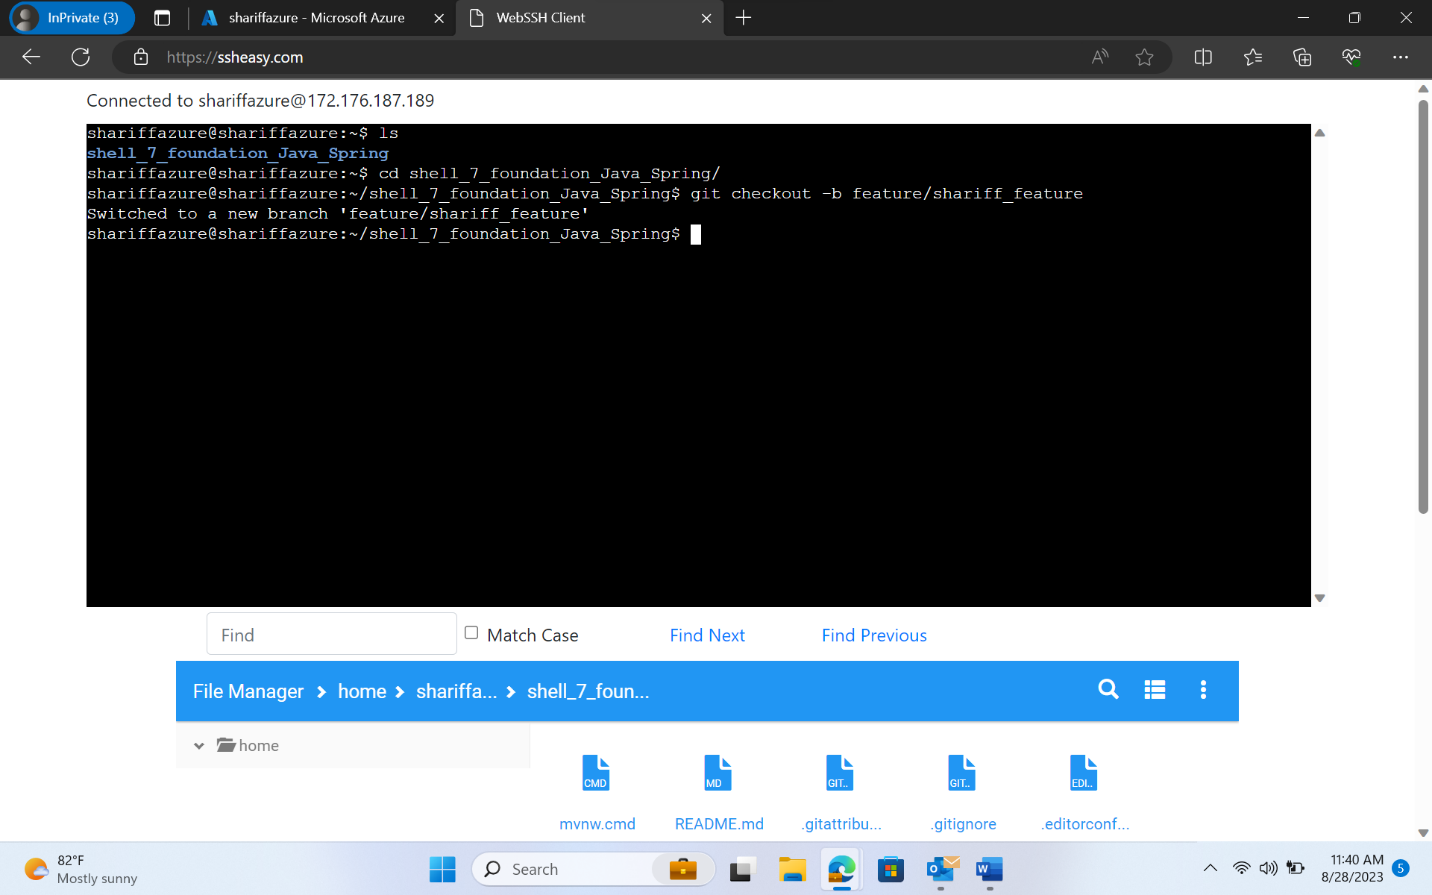 InPrivate (3)
shariffazure - Microsoft Azure
WebSSH Client
https://ssheasy.com
Connected to shariffazure@172.176.187.189
shariffazure@shariffazure:~$ ls
shell_7_foundation_Java_Spring
shariffazure@shariffazure:~$ cd shell_7_foundation_Java_Spring/
shariffazure@shariffazure:~/shell_7_foundation_Java_Spring$ git checkout -b feature/shariff_feature
Switched to a new branch 'feature/shariff_feature'
shariffazure@shariffazure:~/shell_7_foundation_Java_Spring$
Find
Match Case
Find Next
Find Previous
File Manager > home > shariffa... > shell_7_foun...
home
CMD
MD
GIT..
GIT..
EDI..
mvnw.cmd
README.md
.gitattribu...
.gitignore
.editorconf...
82°F
Mostly sunny
Search
11:40 AM
8/28/2023
5